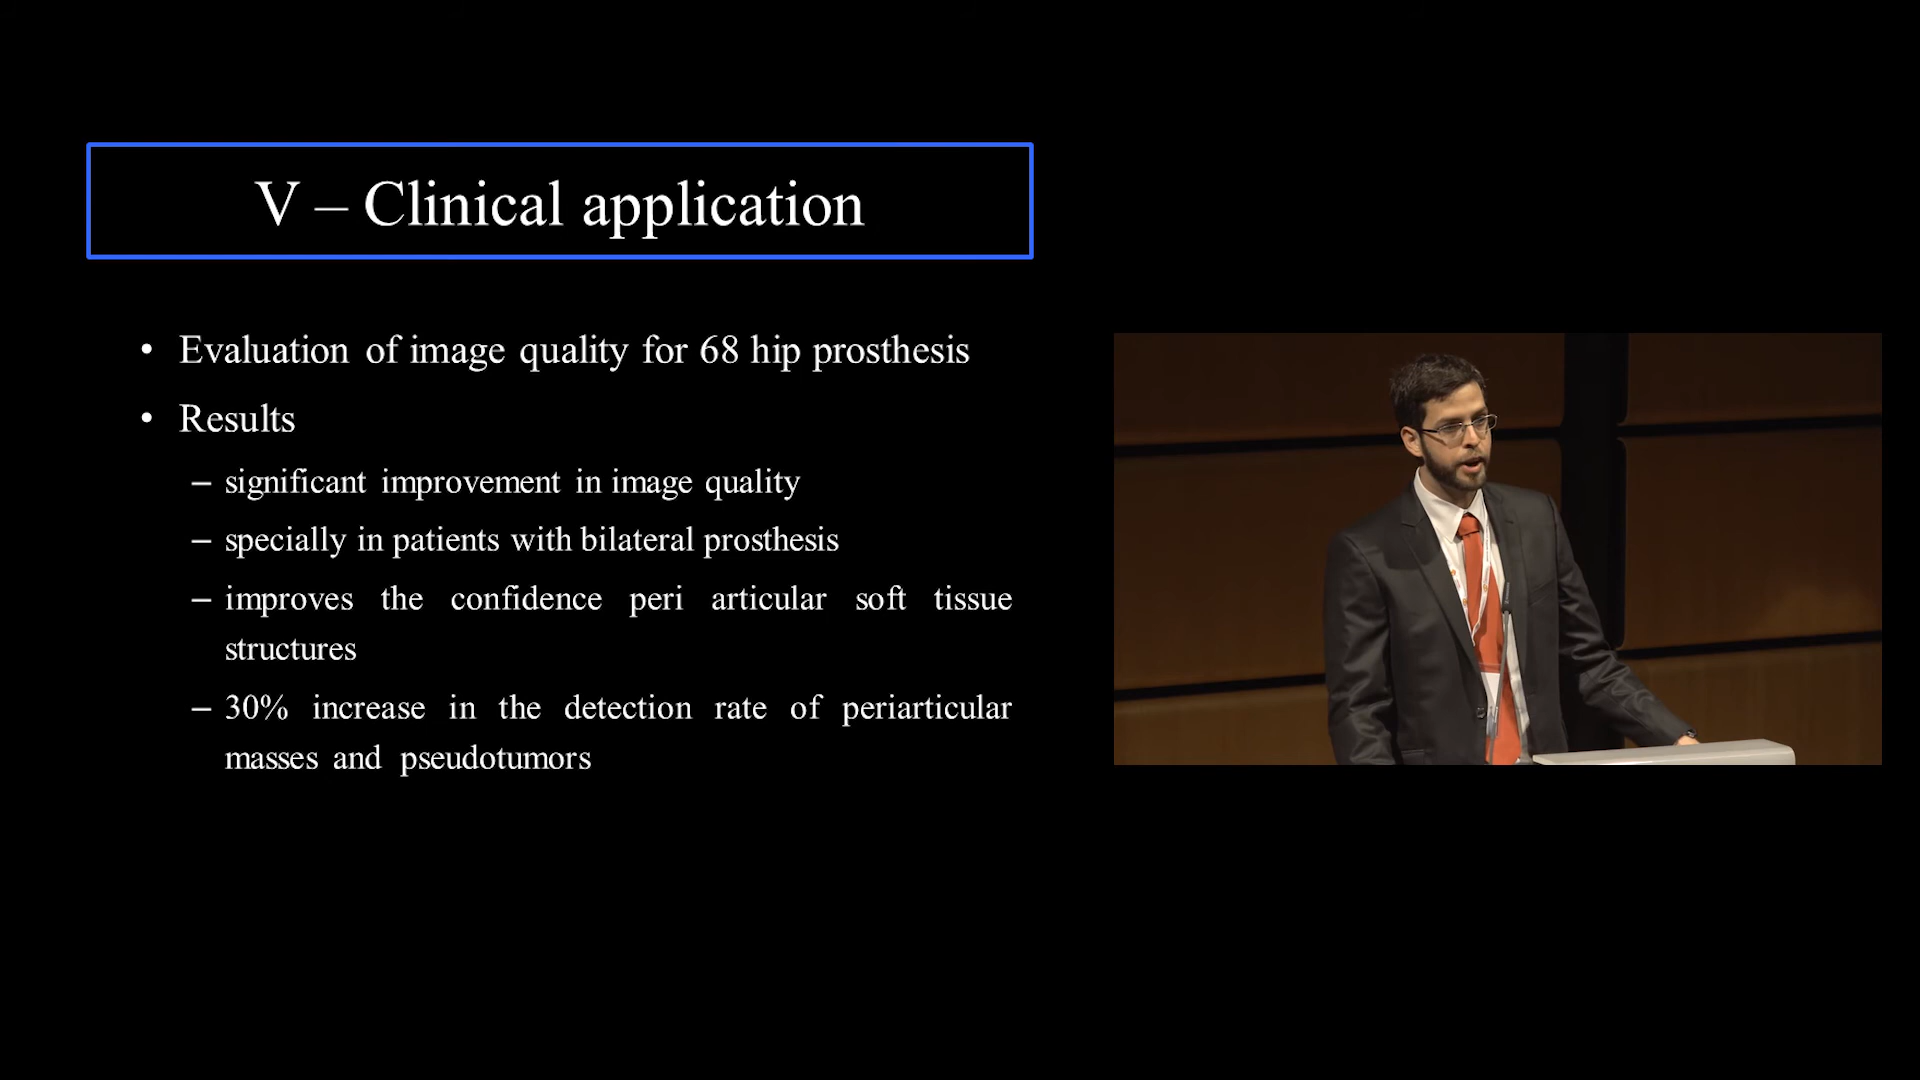 V – Clinical application
• Evaluation of image quality for 68 hip prosthesis
• Results
– significant improvement in image quality
– specially in patients with bilateral prosthesis
– improves the confidence peri articular soft tissue
structures
– 30% increase in the detection rate of periarticular
masses and pseudotumors